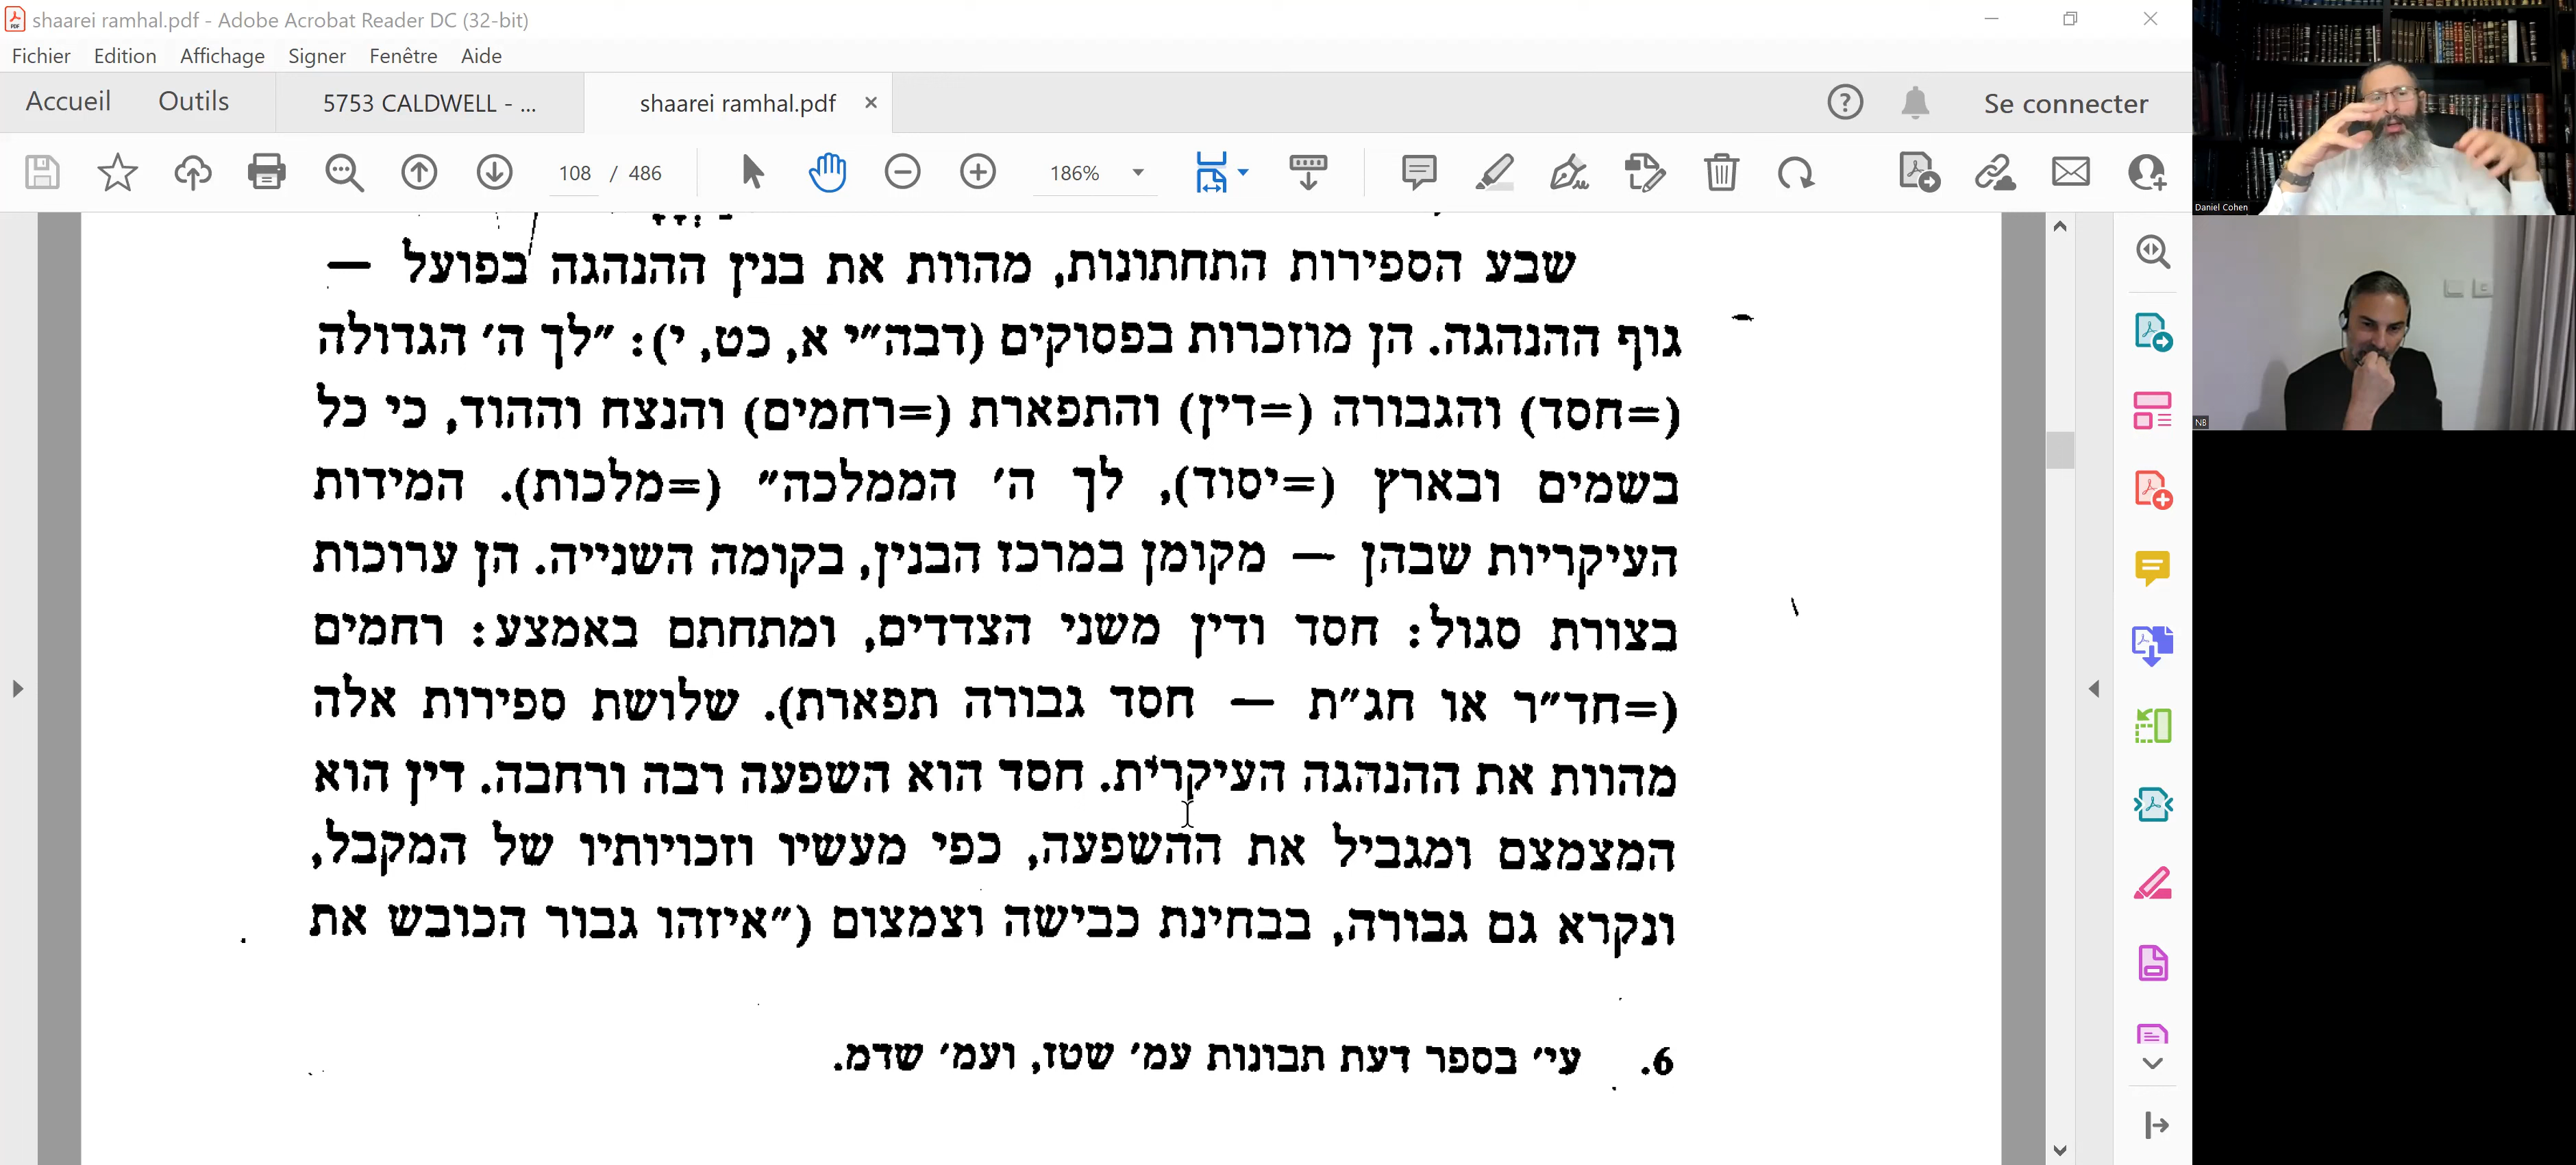 shaarei ramhal.pdf - Adobe Acrobat Reader DC (32-bit)
Fichier Edition Affichage Signer Fenêtre Aide
Accueil Outils 5753 CALDWELL - ... shaarei ramhal.pdf Se connecter
108 / 486 186%
Daniel Cohen
NB
שבע הספירות התחתונות, מהוות את בנין ההנהגה בפועל —
גוף ההנהגה. הן מוזכרות בפסוקים (דבה״י א, כט, י): ״לך ה׳ הגדולה
(=חסד) והגבורה (=דין) והתפארת (=רחמים) והנצח וההוד, כי כל
בשמים ובארץ (=יסוד), לך ה׳ הממלכה״ (=מלכות). המידות
העיקריות שבהן — מקומן במרכז הבנין, בקומה השנייה. הן ערוכות
בצורת סגול: חסד ודין משני הצדדים, ומתחתם באמצע: רחמים
(=חד״ר או חג״ת — חסד גבורה תפארת). שלושת ספירות אלה
מהוות את ההנהגה העיקרית. חסד הוא השפעה רבה ורחבה. דין הוא
המצמצם ומגביל את ההשפעה, כפי מעשיו וזכויותיו של המקבל,
ונקרא גם גבורה, בבחינת כבישה וצמצום (״איזהו גבור הכובש את
6. עי׳ בספר דעת תבונות עמ׳ שטז, ועמ׳ שדמ.